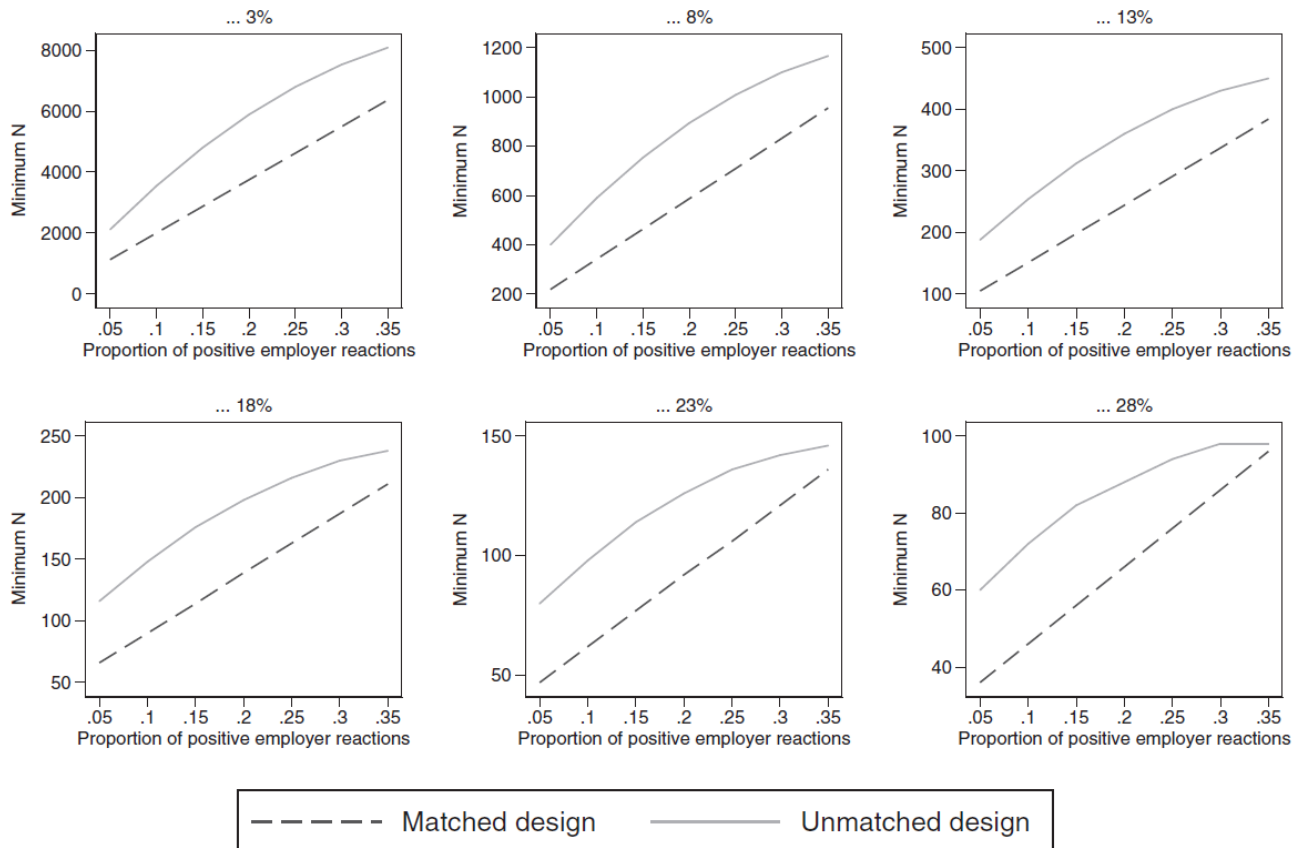 ... 3%
Minimum N
8000
6000
4000
2000
0
.05 .1 .15 .2 .25 .3 .35
Proportion of positive employer reactions
... 8%
Minimum N
1200
1000
800
600
400
200
.05 .1 .15 .2 .25 .3 .35
Proportion of positive employer reactions
... 13%
Minimum N
500
400
300
200
100
.05 .1 .15 .2 .25 .3 .35
Proportion of positive employer reactions
... 18%
Minimum N
250
200
150
100
50
.05 .1 .15 .2 .25 .3 .35
Proportion of positive employer reactions
... 23%
Minimum N
150
100
50
.05 .1 .15 .2 .25 .3 .35
Proportion of positive employer reactions
... 28%
Minimum N
100
80
60
40
.05 .1 .15 .2 .25 .3 .35
Proportion of positive employer reactions
Matched design Unmatched design